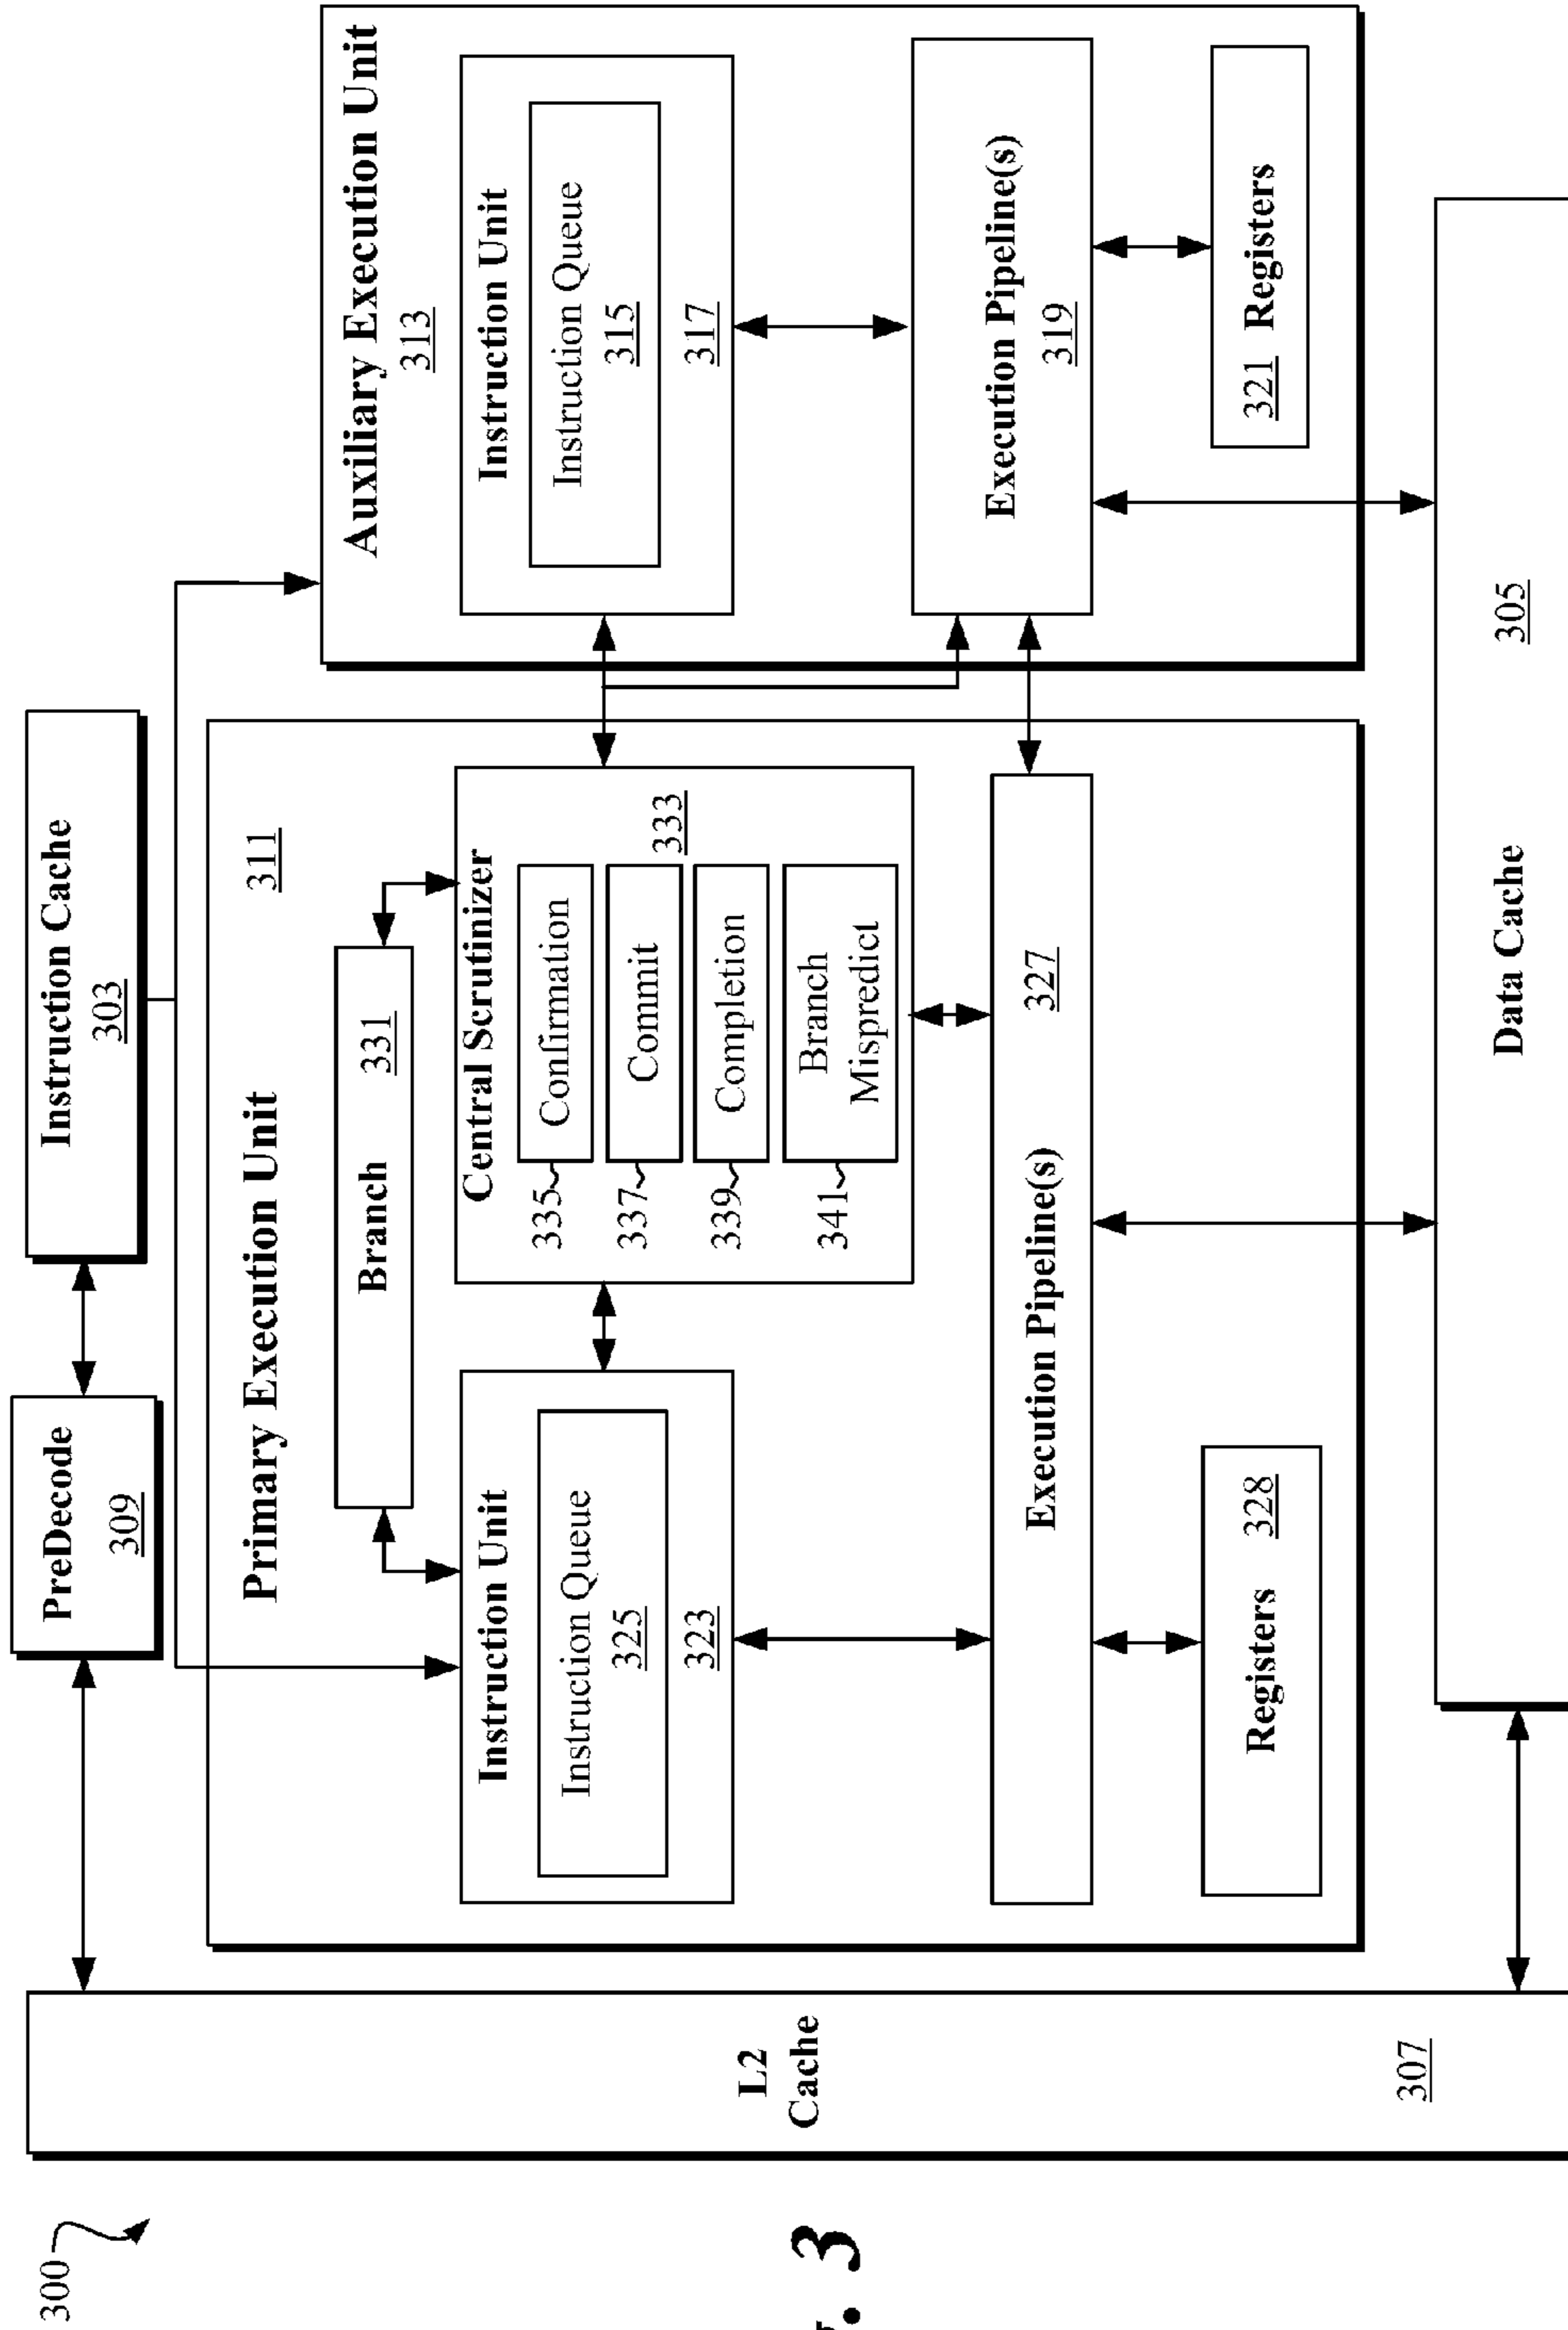 300
L2
Cache
307
PreDecode
309
Instruction Cache
303
Primary Execution Unit
311
Branch
331
Instruction Unit
Instruction Queue
325
323
Central Scrutinizer
333
335
Confirmation
337
Commit
339
Completion
341
Branch
Mispredict
Execution Pipeline(s)
327
Registers
328
Auxiliary Execution Unit
313
Instruction Unit
Instruction Queue
315
317
Execution Pipeline(s)
319
321
Registers
Data Cache
305
. 3